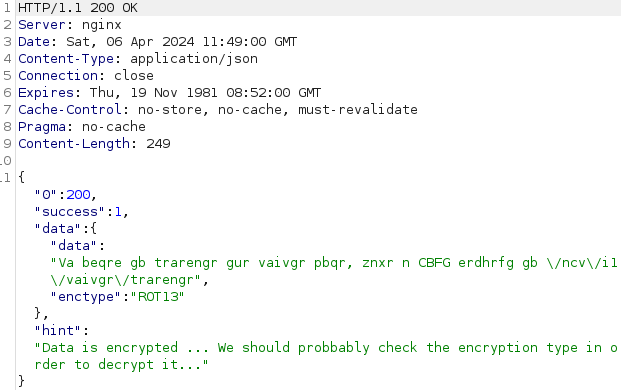 1 HTTP/1.1 200 OK
2 Server: nginx
3 Date: Sat, 06 Apr 2024 11:49:00 GMT
4 Content-Type: application/json
5 Connection: close
6 Expires: Thu, 19 Nov 1981 08:52:00 GMT
7 Cache-Control: no-store, no-cache, must-revalidate
8 Pragma: no-cache
9 Content-Length: 249
10
11 {
"0":200,
"success":1,
"data":{
"data":
"Va beqre gb trarengr gur vaivgr pbqr, znxr n CBFG erdhrfg gb \/ncv\/i1
\/vaivgr\/trarengr",
"enctype":"ROT13"
},
"hint":
"Data is encrypted ... We should probbably check the encryption type in o
rder to decrypt it..."
}